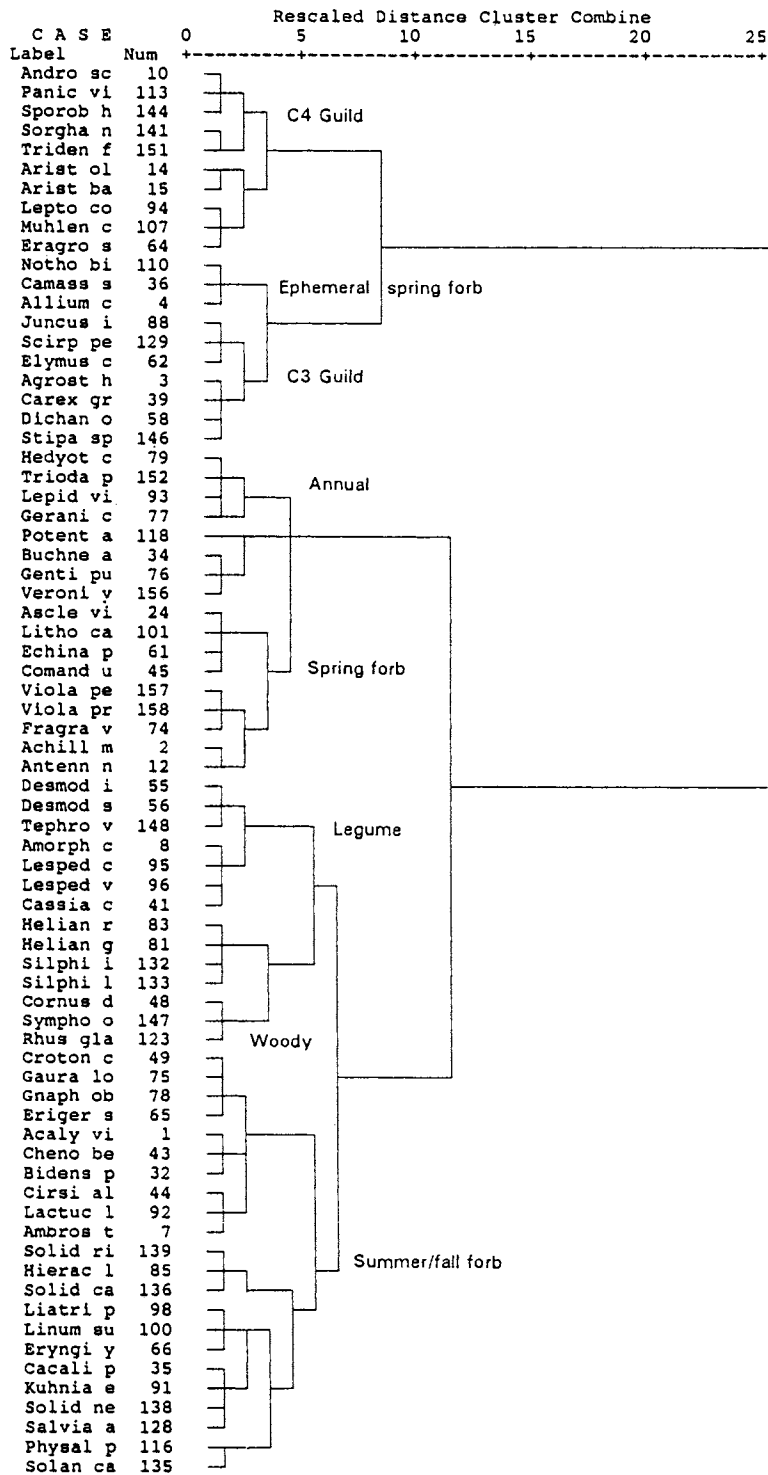 Rescaled Distance Cluster Combine
C A S E 0 5 10 15 20 25
Label Num
Andro sc 10
Panic vi 113
Sporob h 144
C4 Guild
Sorgha n 141
Triden f 151
Arist ol 14
Arist ba 15
Lepto co 94
Muhlen c 107
Eragro s 64
Notho bi 110
Camass s 36
Ephemeral spring forb
Allium c 4
Juncus i 88
Scirp pe 129
Elymus c 62
Agrost h 3
C3 Guild
Carex gr 39
Dichan o 58
Stipa sp 146
Hedyot c 79
Trioda p 152
Annual
Lepid vi 93
Gerani c 77
Potent a 118
Buchne a 34
Genti pu 76
Veroni v 156
Ascle vi 24
Litho ca 101
Echina p 61
Comand u 45
Spring forb
Viola pe 157
Viola pr 158
Fragra v 74
Achill m 2
Antenn n 12
Desmod i 55
Desmod s 56
Tephro v 148
Legume
Amorph c 8
Lesped c 95
Lesped v 96
Cassia c 41
Helian r 83
Helian g 81
Silphi i 132
Silphi l 133
Cornus d 48
Sympho o 147
Rhus gla 123
Woody
Croton c 49
Gaura lo 75
Gnaph ob 78
Eriger s 65
Acaly vi 1
Cheno be 43
Bidens p 32
Cirsi al 44
Lactuc l 92
Ambros t 7
Solid ri 139
Summer/fall forb
Hierac l 85
Solid ca 136
Liatri p 98
Linum su 100
Eryngi y 66
Cacali p 35
Kuhnia e 91
Solid ne 138
Salvia a 128
Physal p 116
Solan ca 135